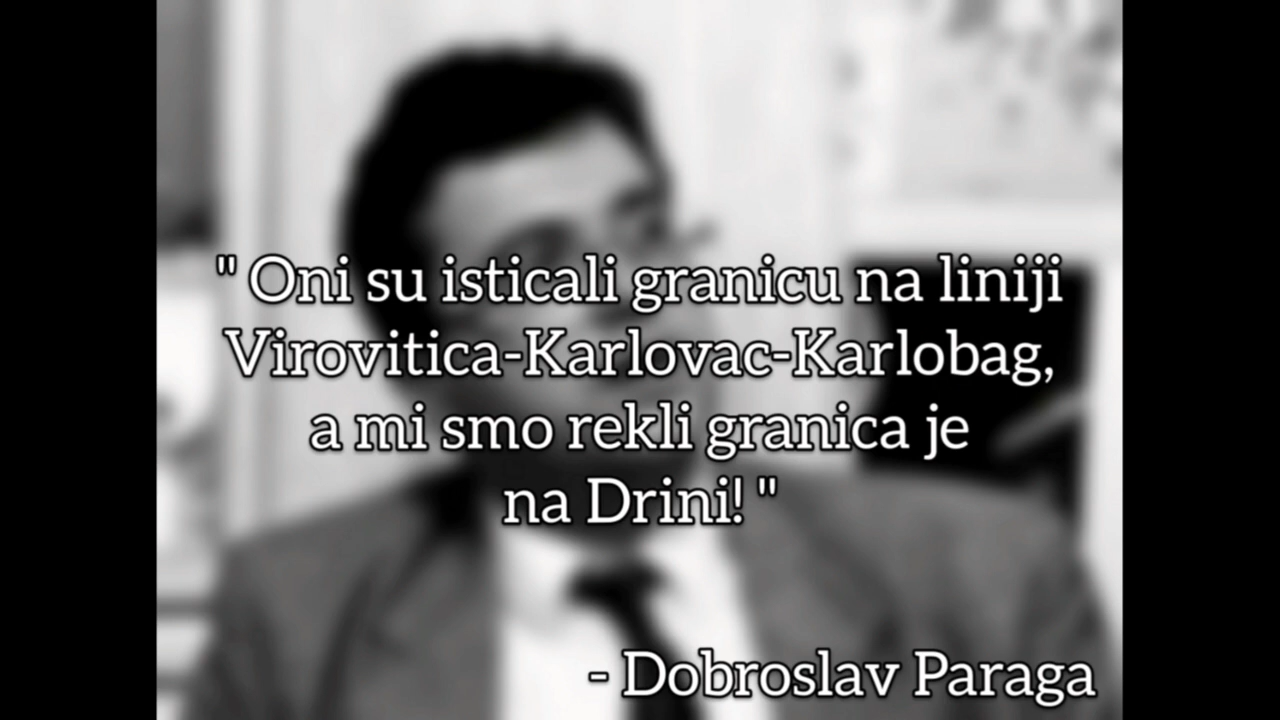 " Oni su isticali granicu na liniji
Virovitica-Karlovac-Karlobag,
a mi smo rekli granica je
na Drini! "
- Dobroslav Paraga